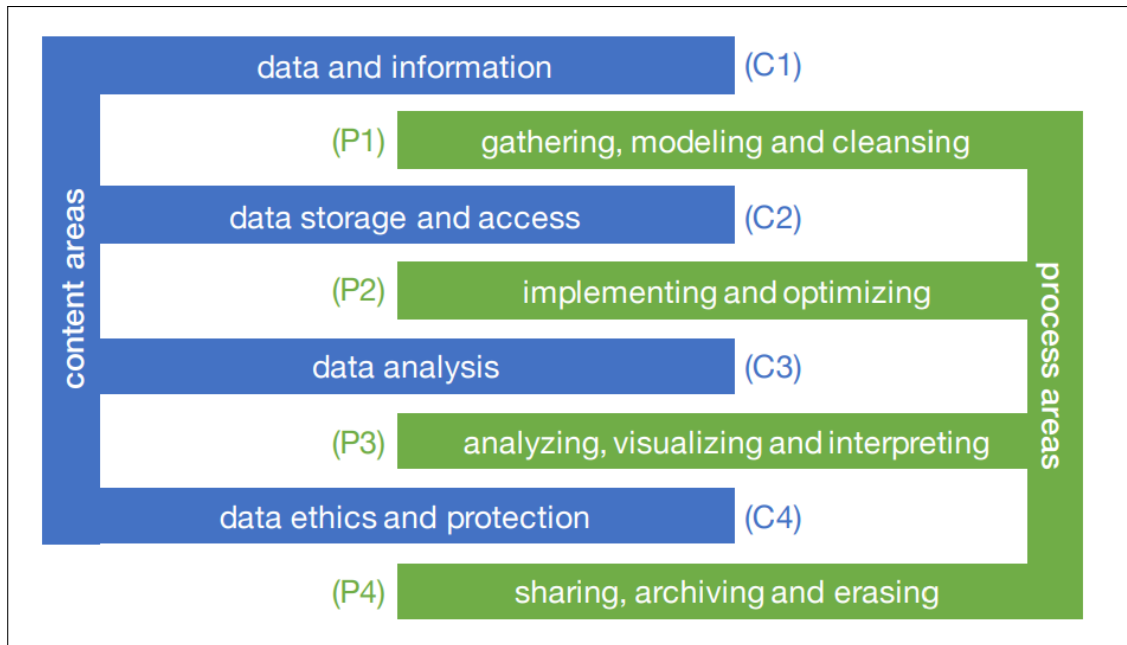 data and information (C1)
(P1) gathering, modeling and cleansing
data storage and access (C2)
(P2) implementing and optimizing
data analysis (C3)
(P3) analyzing, visualizing and interpreting
data ethics and protection (C4)
(P4) sharing, archiving and erasing
content areas
process areas